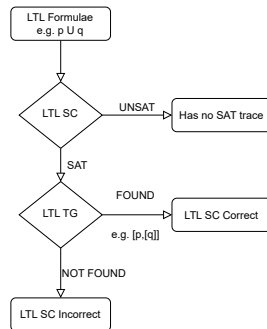 LTL Formulae
e.g. p U q
LTL SC
UNSAT
Has no SAT trace
SAT
LTL TG
FOUND
LTL SC Correct
e.g. [p,[q]]
NOT FOUND
LTL SC Incorrect